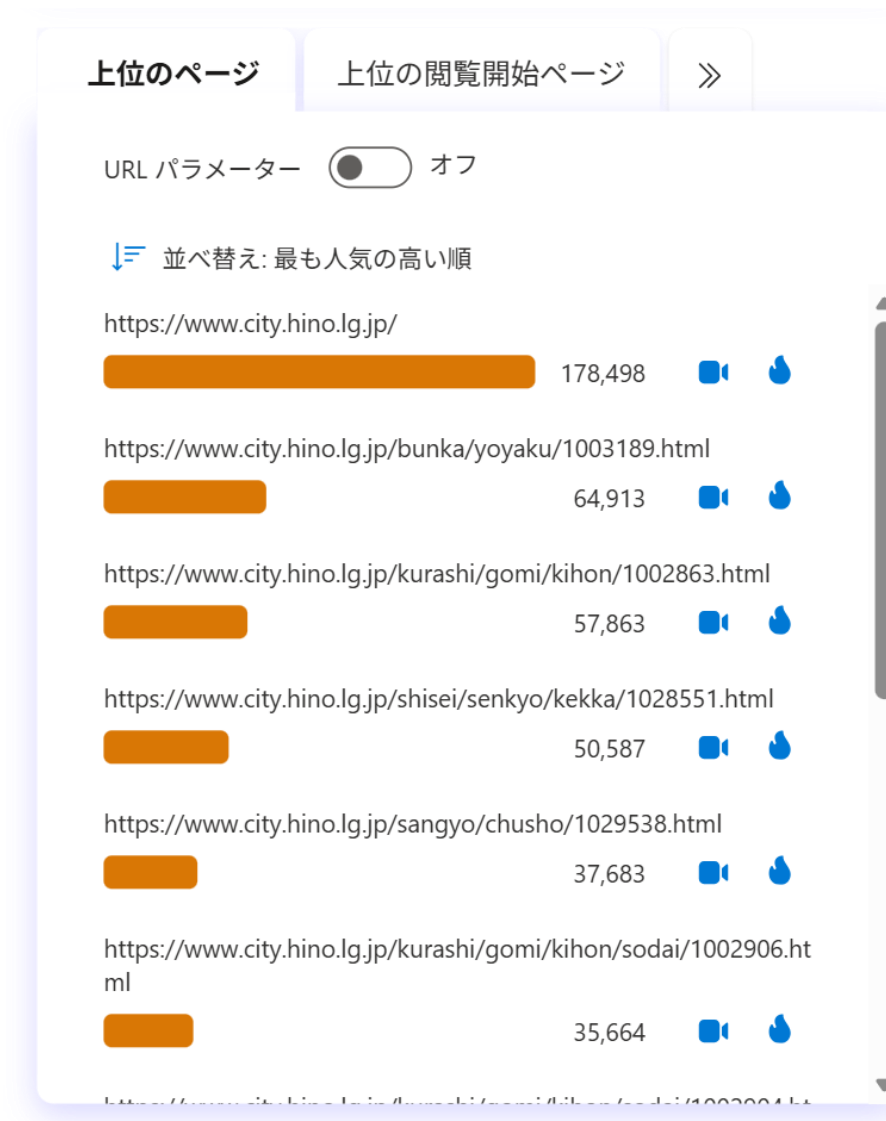 上位のページ
上位の閲覧開始ページ
URL パラメーター
オフ
並べ替え: 最も人気の高い順
https://www.city.hino.lg.jp/
178,498
https://www.city.hino.lg.jp/bunka/yoyaku/1003189.html
64,913
https://www.city.hino.lg.jp/kurashi/gomi/kihon/1002863.html
57,863
https://www.city.hino.lg.jp/shisei/senkyo/kekka/1028551.html
50,587
https://www.city.hino.lg.jp/sangyo/chusho/1029538.html
37,683
https://www.city.hino.lg.jp/kurashi/gomi/kihon/sodai/1002906.ht
ml
35,664